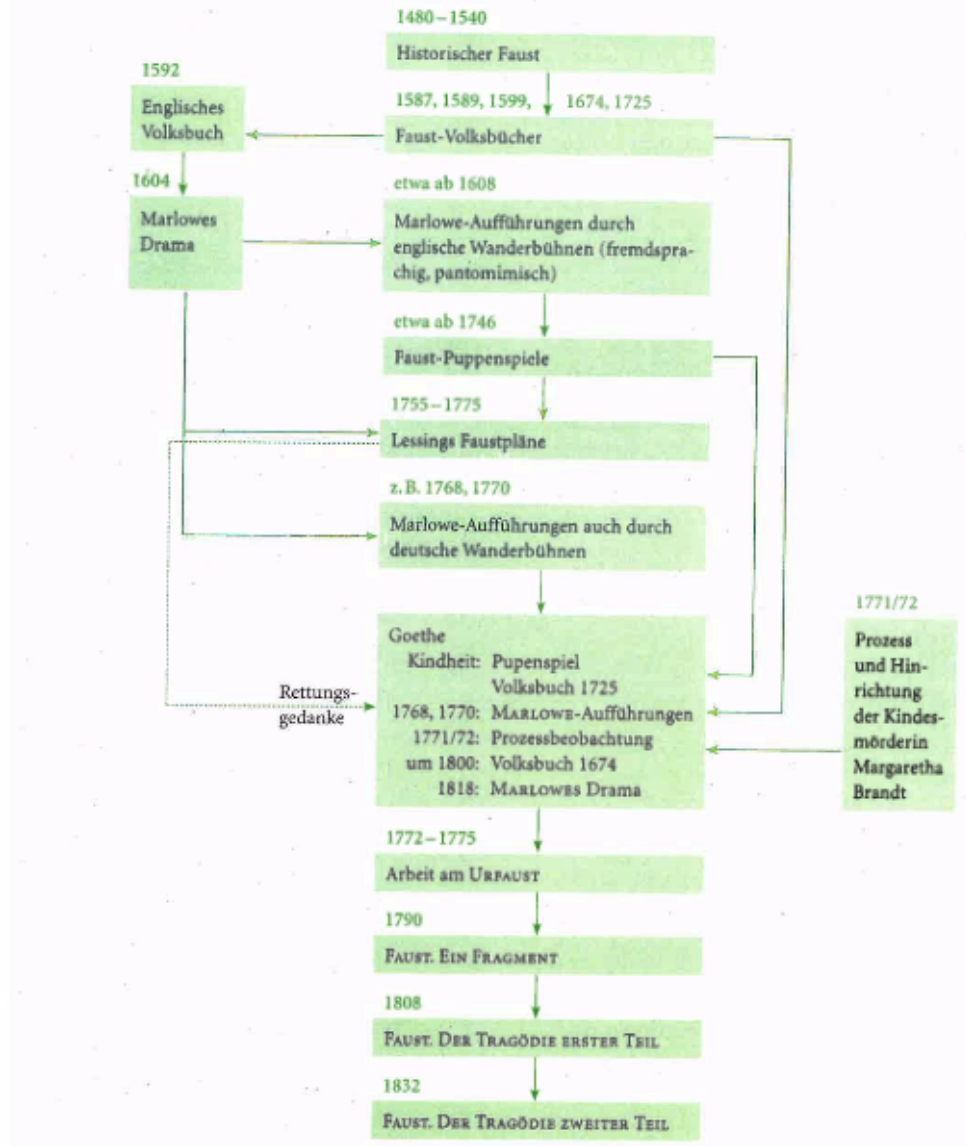 1480–1540
Historischer Faust
1592
Englisches
Volksbuch
1587, 1589, 1599, 1674, 1725
Faust-Volksbücher
1604
Marlowes
Drama
etwa ab 1608
Marlowe-Aufführungen durch
englische Wanderbühnen (fremdspra-
chig, pantomimisch)
etwa ab 1746
Faust-Puppenspiele
1755–1775
Lessings Faustpläne
z. B. 1768, 1770
Marlowe-Aufführungen auch durch
deutsche Wanderbühnen
Rettungs-
gedanke
Goethe
Kindheit: Pupenspiel
Volksbuch 1725
1768, 1770: MARLOWE-Aufführungen
1771/72: Prozessbeobachtung
um 1800: Volksbuch 1674
1818: MARLOWES Drama
1771/72
Prozess
und Hin-
richtung
der Kindes-
mörderin
Margaretha
Brandt
1772–1775
Arbeit am URFAUST
1790
FAUST. EIN FRAGMENT
1808
FAUST. DER TRAGÖDIE ERSTER TEIL
1832
FAUST. DER TRAGÖDIE ZWEITER TEIL